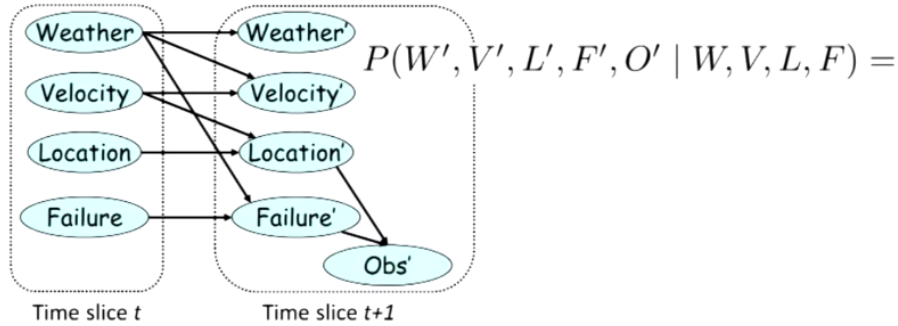 Weather Weather'
P(W', V', L', F', O' | W, V, L, F) =
Velocity Velocity'
Location Location'
Failure Failure'
Obs'
Time slice t Time slice t+1